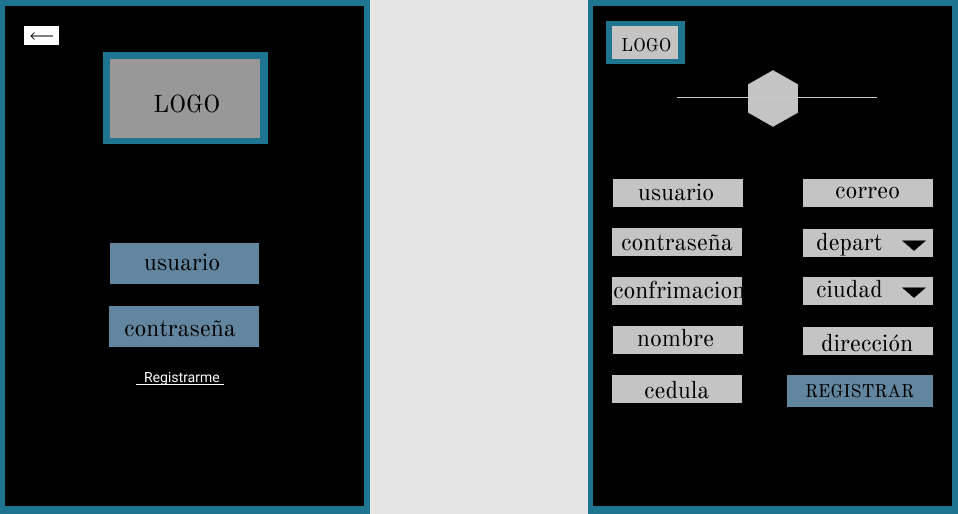 LOGO
usuario
contraseña
Registrarme
LOGO
usuario
correo
contraseña
depart
confrimacion
ciudad
nombre
dirección
cedula
REGISTRAR